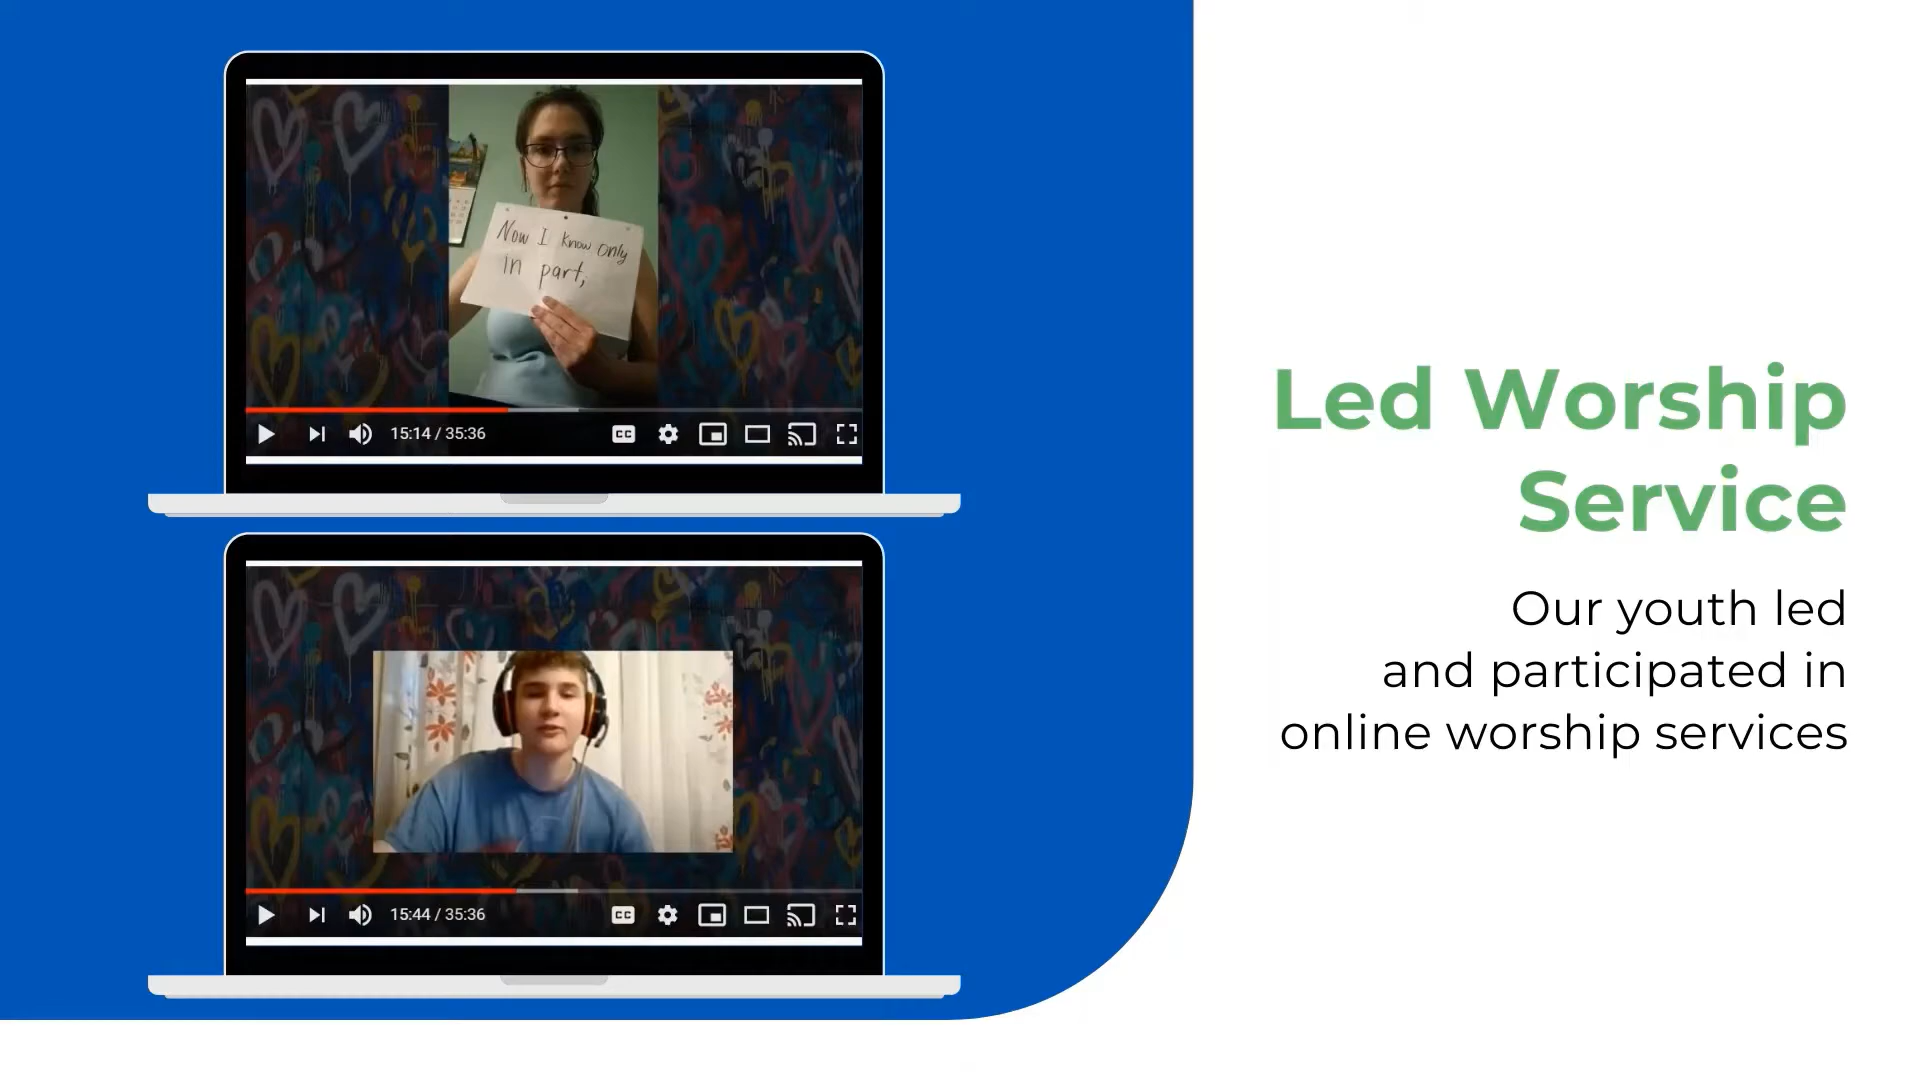 Now I know only
in part;
15:14 / 35:36
CC
15:44 / 35:36
CC
Led Worship
Service
Our youth led
and participated in
online worship services